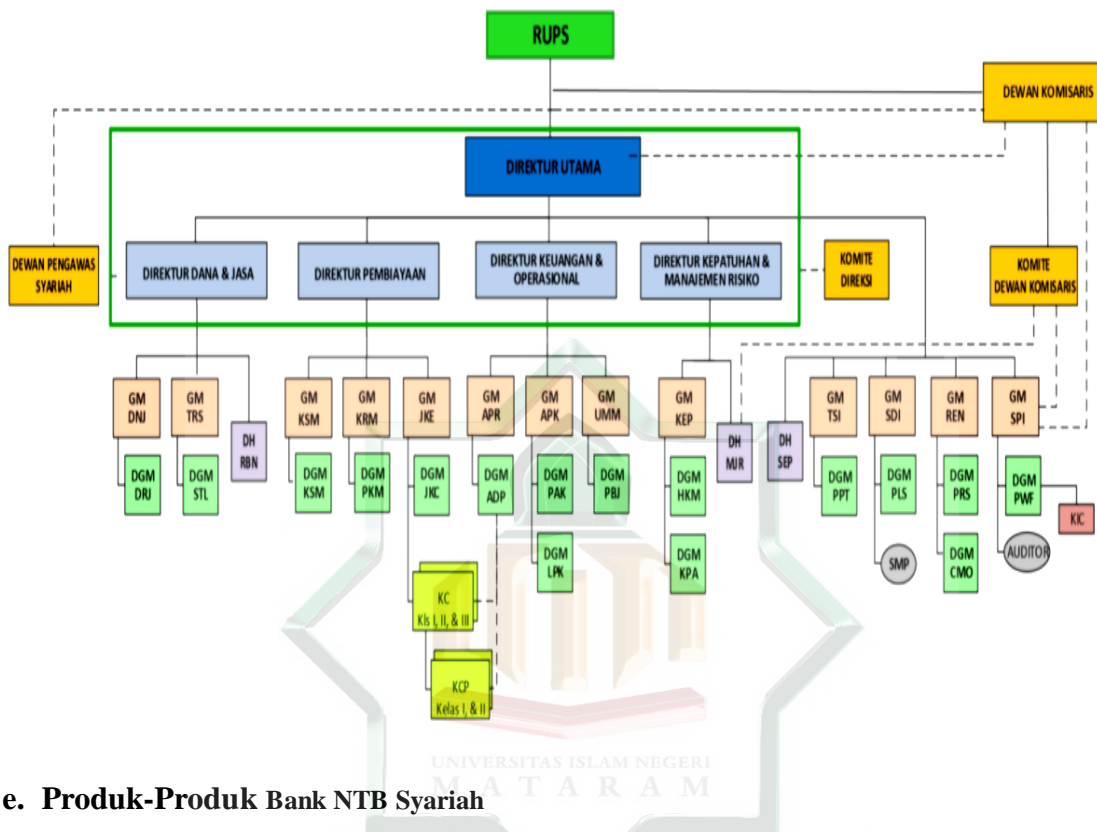 RUPS
DEWAN KOMISARIS
DIREKTUR UTAMA
DEWAN PENGAWAS
SYARIAH
DIREKTUR DANA & JASA
DIREKTUR PEMBIAYAAN
DIREKTUR KEUANGAN &
OPERASIONAL
DIREKTUR KEPATUHAN &
MANAJEMEN RISIKO
KOMITE
DIREKSI
KOMITE
DEWAN KOMISARIS
GM
DNJ
GM
TRS
DH
RBN
GM
KSM
GM
KRM
GM
JKE
GM
APR
GM
APK
GM
UMM
GM
KEP
DH
MJR
DH
SEP
GM
TSI
GM
SDI
GM
REN
GM
SPI
DGM
DRJ
DGM
STL
DGM
KSM
DGM
PKM
DGM
JKC
DGM
ADP
DGM
PAK
DGM
PBJ
DGM
HKM
DGM
PPT
DGM
PLS
DGM
PRS
DGM
PWF
KIC
DGM
LPK
DGM
KPA
SMP
DGM
CMO
AUDITOR
KC
Kls I, II, & III
KCP
Kelas I, & II
UNIVERSITAS ISLAM NEGERI
MATARAM
e. Produk-Produk Bank NTB Syariah